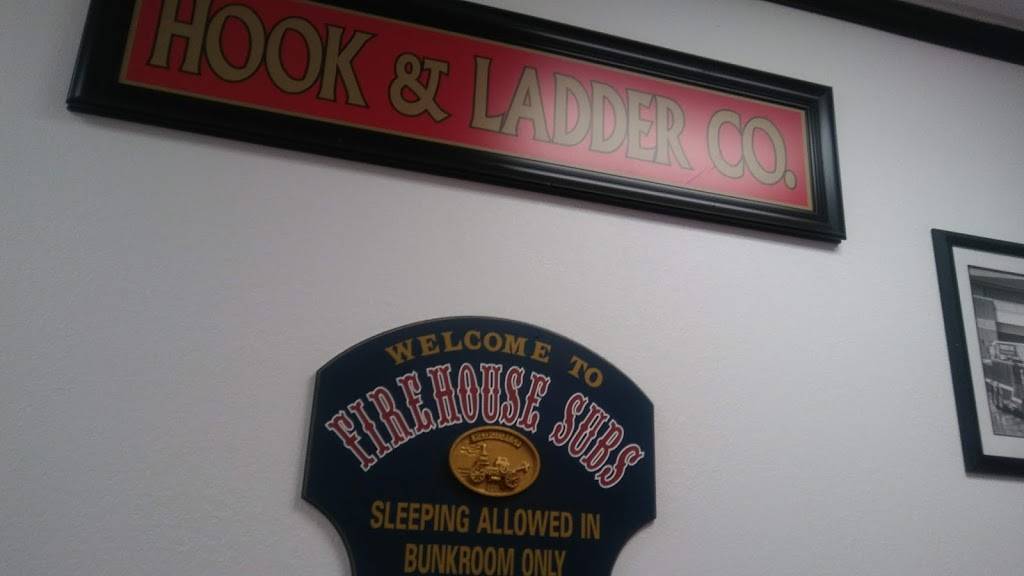 HOOK & LADDER CO.
WELCOME TO
FIREHOUSE SUBS
SLEEPING ALLOWED IN
BUNKROOM ONLY